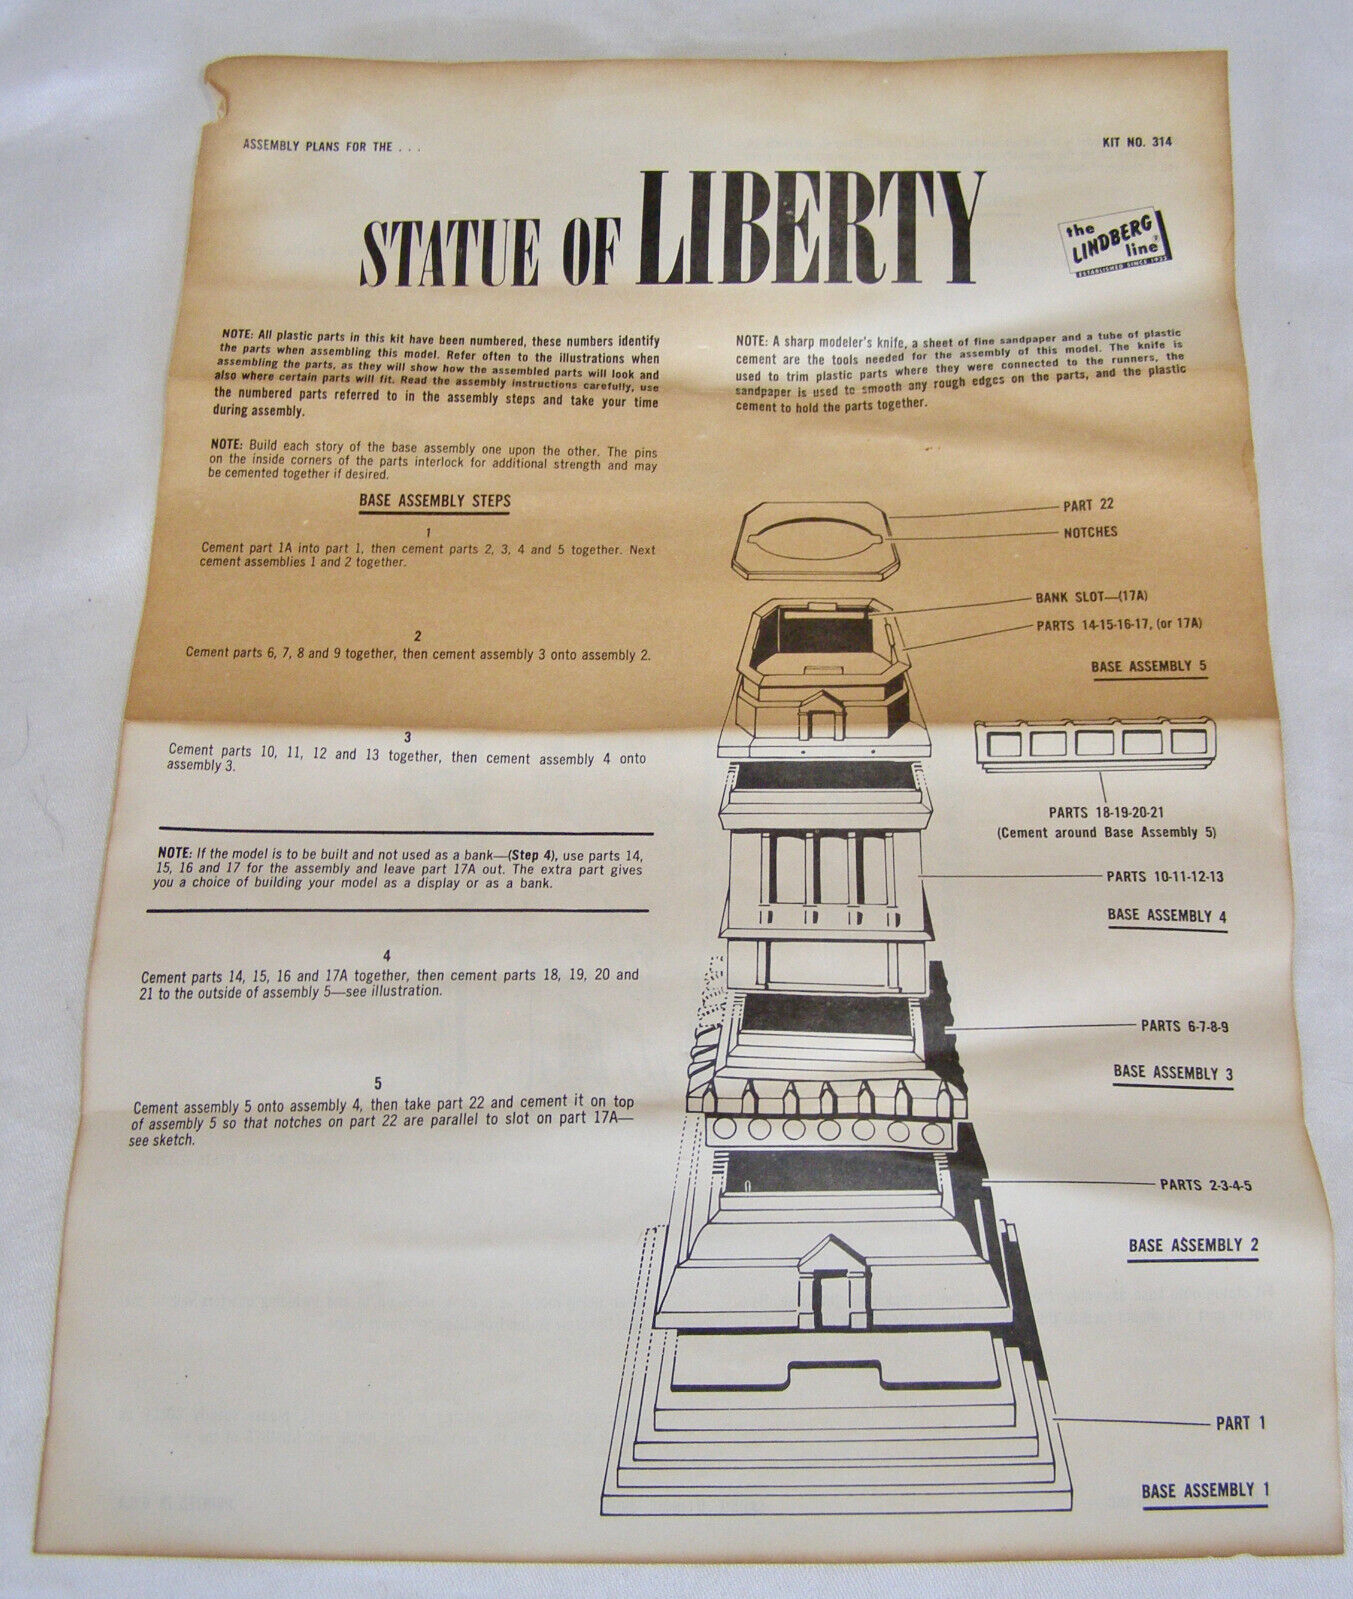 ASSEMBLY PLANS FOR THE . . .
KIT NO. 314
STATUE OF LIBERTY
the
LINDBERG
line®
ESTABLISHED SINCE 1933
NOTE: All plastic parts in this kit have been numbered, these numbers identify
the parts when assembling this model. Refer often to the illustrations when
assembling the parts, as they will show how the assembled parts will look and
also where certain parts will fit. Read the assembly instructions carefully, use
the numbered parts referred to in the assembly steps and take your time
during assembly.
NOTE: A sharp modeler's knife, a sheet of fine sandpaper and a tube of plastic
cement are the tools needed for the assembly of this model. The knife is
used to trim plastic parts where they were connected to the runners, the
sandpaper is used to smooth any rough edges on the parts, and the plastic
cement to hold the parts together.
NOTE: Build each story of the base assembly one upon the other. The pins
on the inside corners of the parts interlock for additional strength and may
be cemented together if desired.
BASE ASSEMBLY STEPS
1
Cement part 1A into part 1, then cement parts 2, 3, 4 and 5 together. Next
cement assemblies 1 and 2 together.
2
Cement parts 6, 7, 8 and 9 together, then cement assembly 3 onto assembly 2.
3
Cement parts 10, 11, 12 and 13 together, then cement assembly 4 onto
assembly 3.
NOTE: If the model is to be built and not used as a bank—(Step 4), use parts 14,
15, 16 and 17 for the assembly and leave part 17A out. The extra part gives
you a choice of building your model as a display or as a bank.
4
Cement parts 14, 15, 16 and 17A together, then cement parts 18, 19, 20 and
21 to the outside of assembly 5—see illustration.
5
Cement assembly 5 onto assembly 4, then take part 22 and cement it on top
of assembly 5 so that notches on part 22 are parallel to slot on part 17A—
see sketch.
PART 22
NOTCHES
BANK SLOT—(17A)
PARTS 14-15-16-17, (or 17A)
BASE ASSEMBLY 5
PARTS 18-19-20-21
(Cement around Base Assembly 5)
PARTS 10-11-12-13
BASE ASSEMBLY 4
PARTS 6-7-8-9
BASE ASSEMBLY 3
PARTS 2-3-4-5
BASE ASSEMBLY 2
PART 1
BASE ASSEMBLY 1